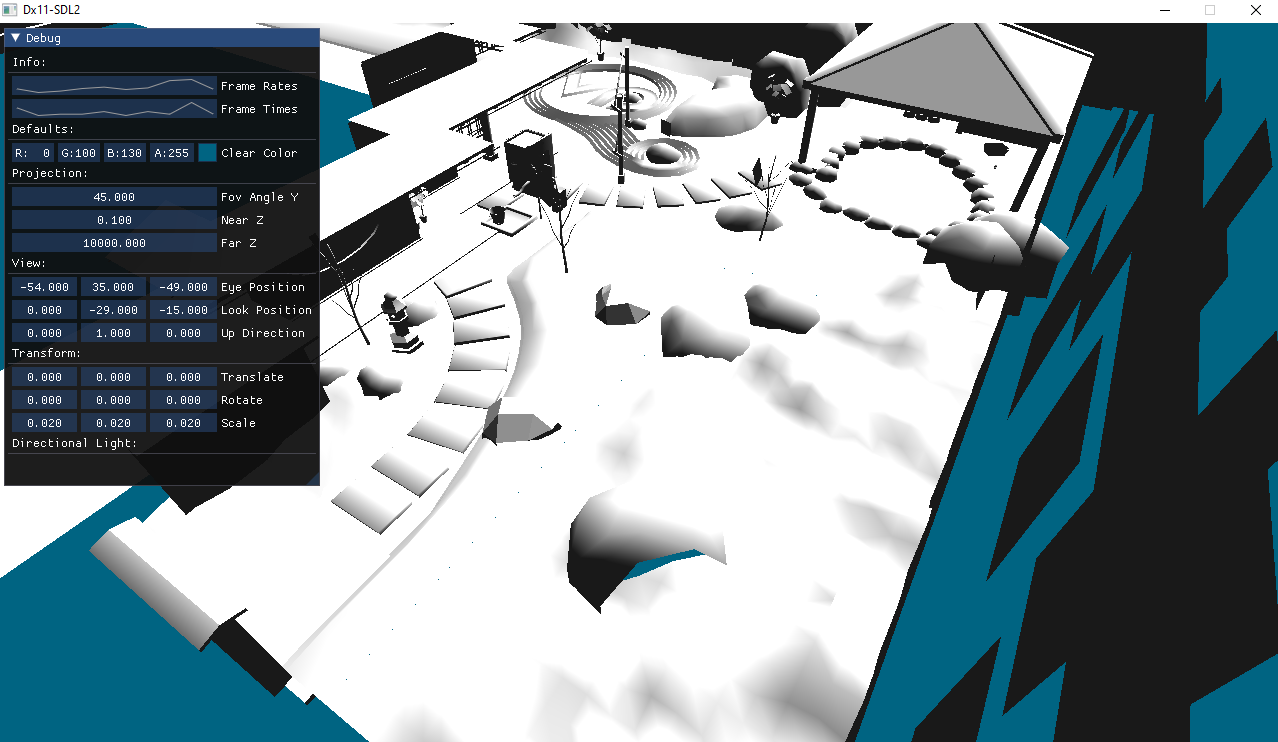 Dx11-SDL2
Debug
Info:
Frame Rates
Frame Times
Defaults:
R: 0 G:100 B:130 A:255 Clear Color
Projection:
45.000 Fov Angle Y
0.100 Near Z
10000.000 Far Z
View:
-54.000 35.000 -49.000 Eye Position
0.000 -29.000 -15.000 Look Position
0.000 1.000 0.000 Up Direction
Transform:
0.000 0.000 0.000 Translate
0.000 0.000 0.000 Rotate
0.020 0.020 0.020 Scale
Directional Light: